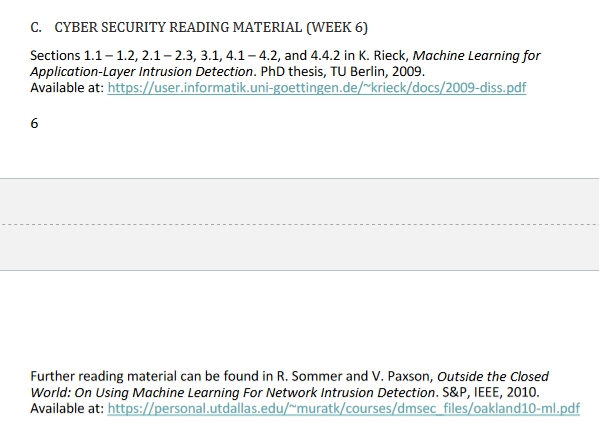 C. CYBER SECURITY READING MATERIAL (WEEK 6)
Sections 1.1 – 1.2, 2.1 – 2.3, 3.1, 4.1 – 4.2, and 4.4.2 in K. Rieck, Machine Learning for
Application-Layer Intrusion Detection. PhD thesis, TU Berlin, 2009.
Available at: https://user.informatik.uni-goettingen.de/~krieck/docs/2009-diss.pdf
6
Further reading material can be found in R. Sommer and V. Paxson, Outside the Closed
World: On Using Machine Learning For Network Intrusion Detection. S&P, IEEE, 2010.
Available at: https://personal.utdallas.edu/~muratk/courses/dmsec_files/oakland10-ml.pdf